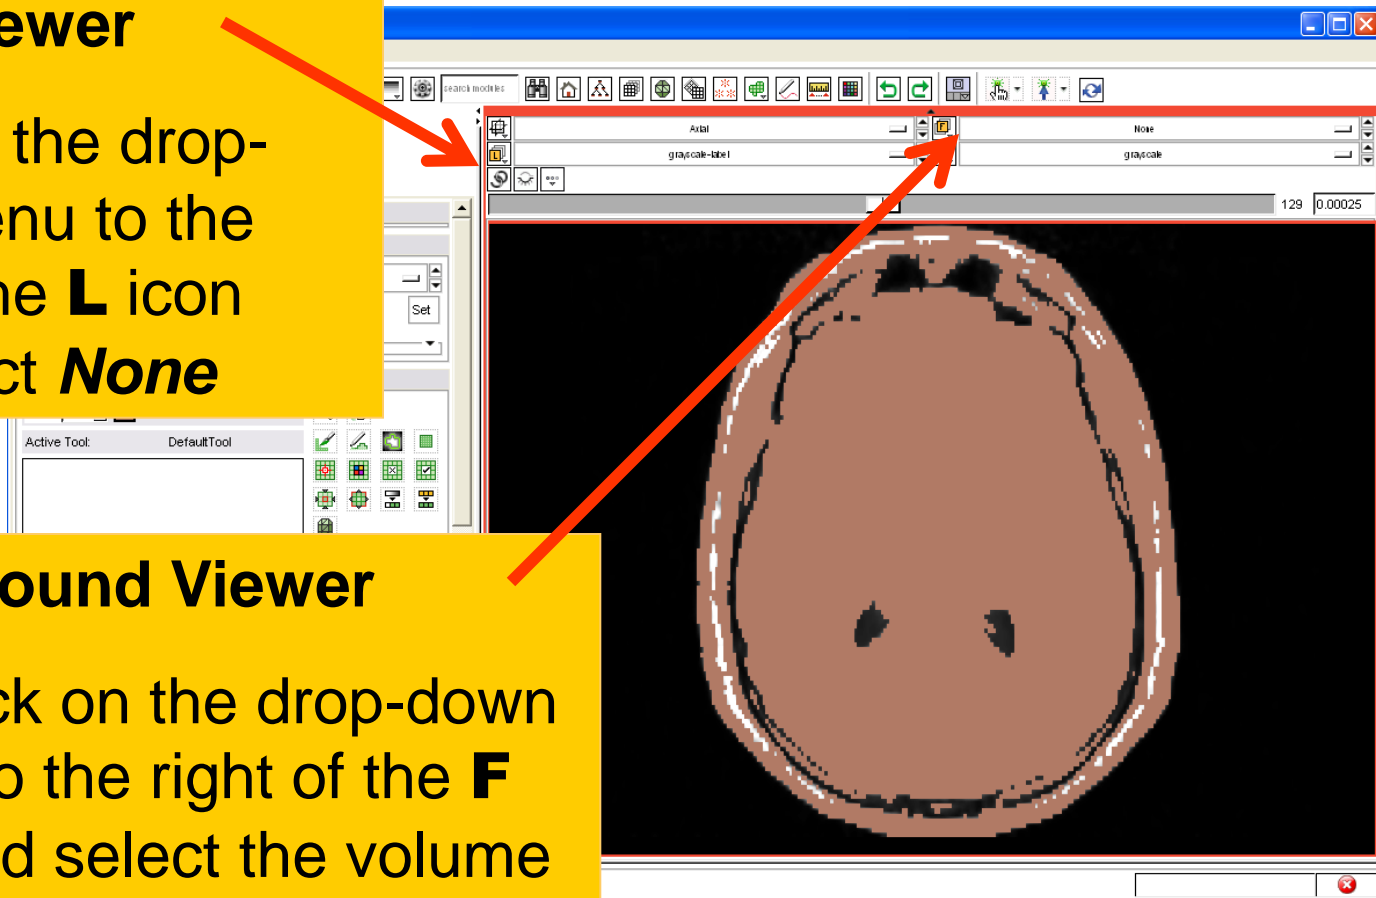 ewer
the drop-
enu to the
ne L icon
ct None
search modules
Axial
None
L
F
grayscale-label
grayscale
129 0.00025
Set
Active Tool: DefaultTool
ound Viewer
ck on the drop-down
o the right of the F
d select the volume